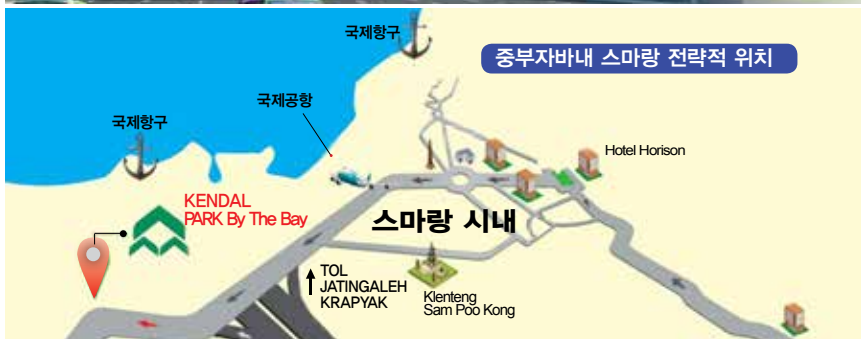 국제항구
중부자바내 스마랑 전략적 위치
국제공항
국제항구
Hotel Horison
KENDAL
PARK By The Bay
스마랑 시내
TOL
JATINGALEH
KRAPYAK
Klenteng
Sam Poo Kong